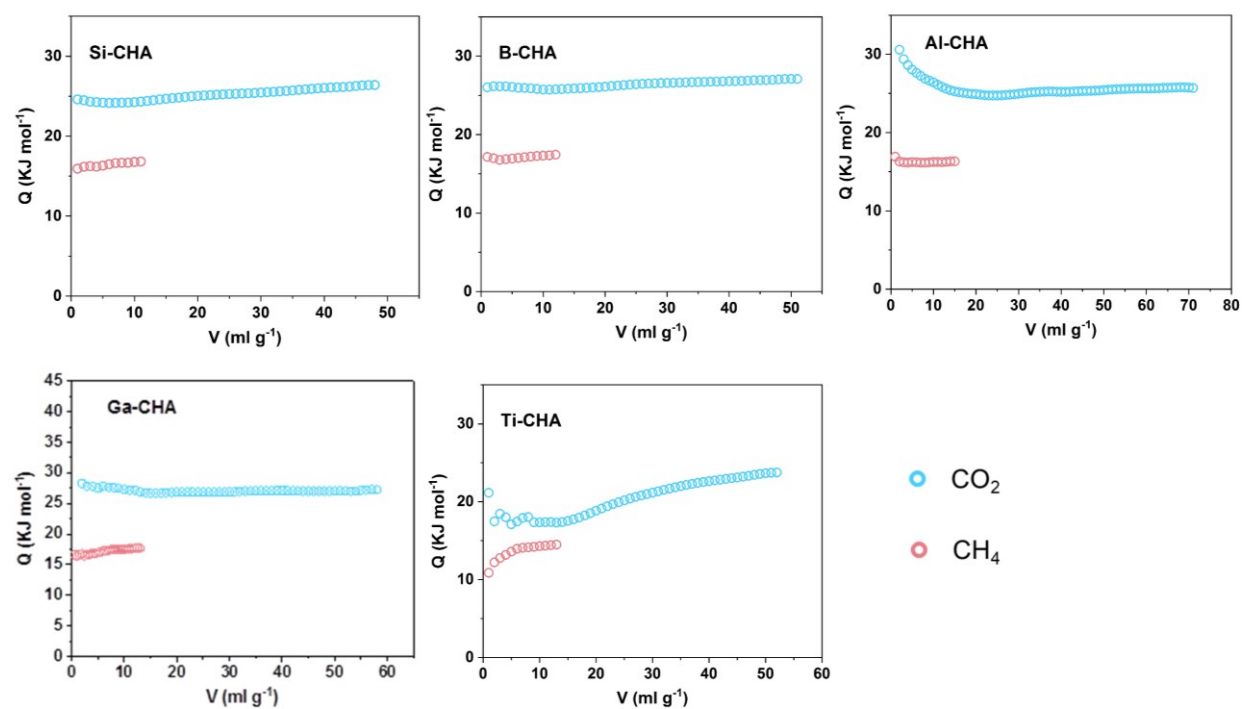 Si-CHA
Q (KJ mol⁻¹)
30
20
10
0
0 10 20 30 40 50
V (ml g⁻¹)
B-CHA
Q (KJ mol⁻¹)
30
20
10
0
0 10 20 30 40 50
V (ml g⁻¹)
Al-CHA
Q (KJ mol⁻¹)
30
20
10
0
0 10 20 30 40 50 60 70 80
V (ml g⁻¹)
Ga-CHA
Q (KJ mol⁻¹)
45
40
35
30
25
20
15
10
5
0
0 10 20 30 40 50 60
V (ml g⁻¹)
Ti-CHA
Q (KJ mol⁻¹)
30
20
10
0
0 10 20 30 40 50 60
V (ml g⁻¹)
CO₂
CH₄